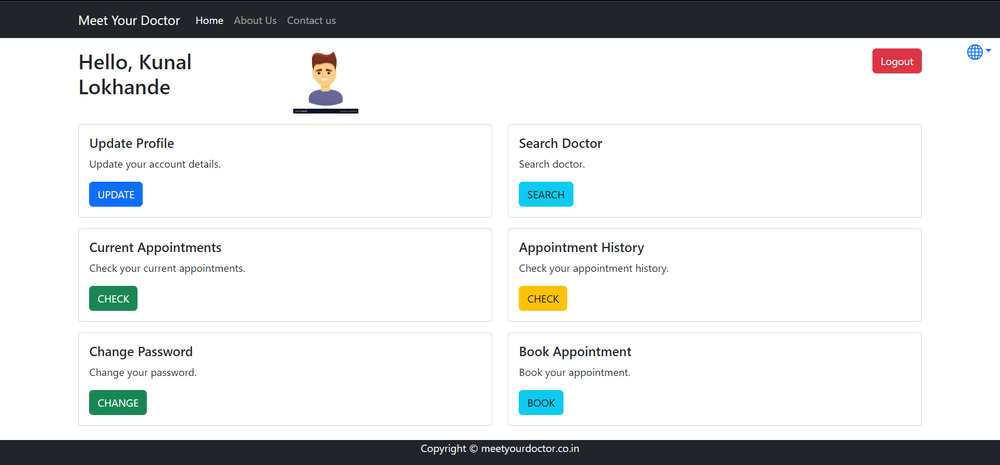 Meet Your Doctor Home About Us Contact us
Hello, Kunal
Lokhande
Logout
Update Profile
Update your account details.
UPDATE
Search Doctor
Search doctor.
SEARCH
Current Appointments
Check your current appointments.
CHECK
Appointment History
Check your appointment history.
CHECK
Change Password
Change your password.
CHANGE
Book Appointment
Book your appointment.
BOOK
Copyright © meetyourdoctor.co.in